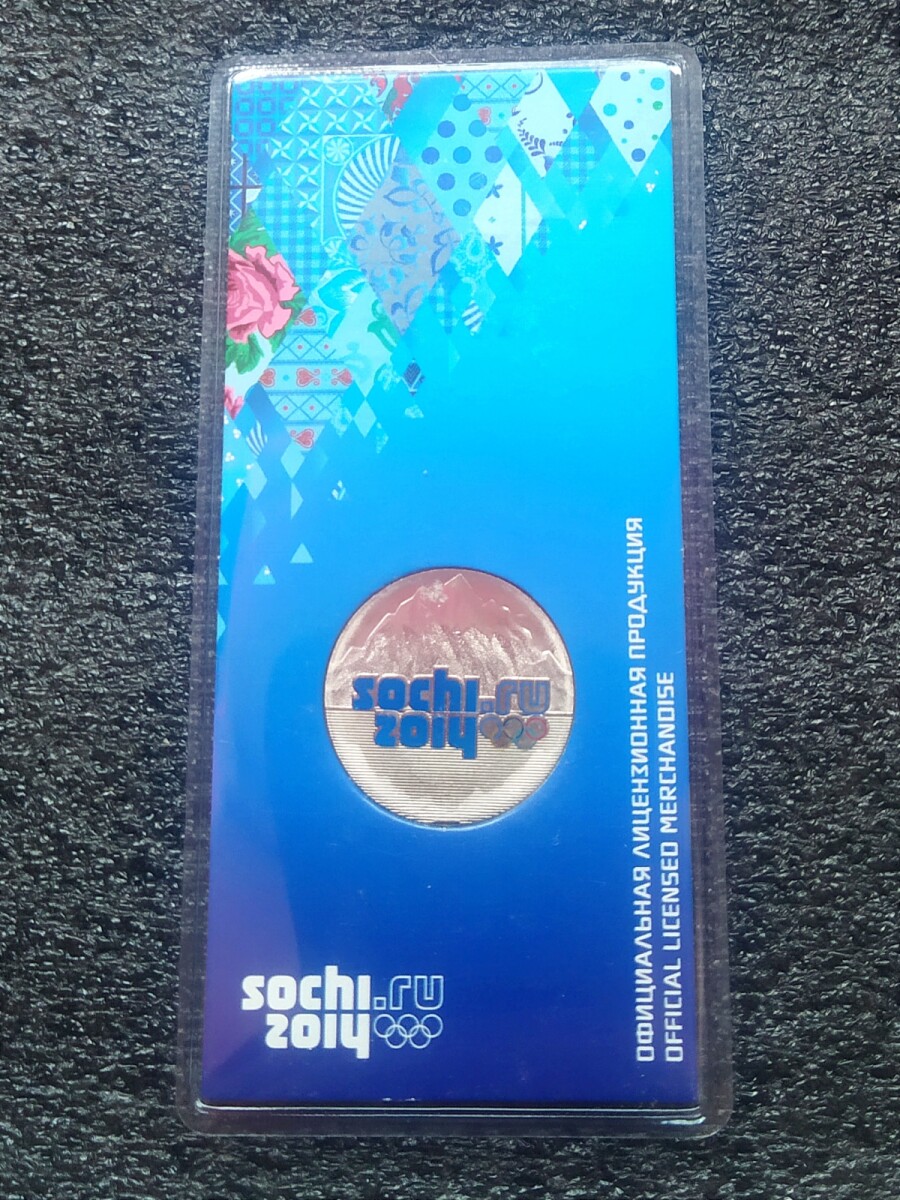 sochi.ru
2014
sochi.ru
2014
ОФИЦИАЛЬНАЯ ЛИЦЕНЗИОННАЯ ПРОДУКЦИЯ
OFFICIAL LICENSED MERCHANDISE